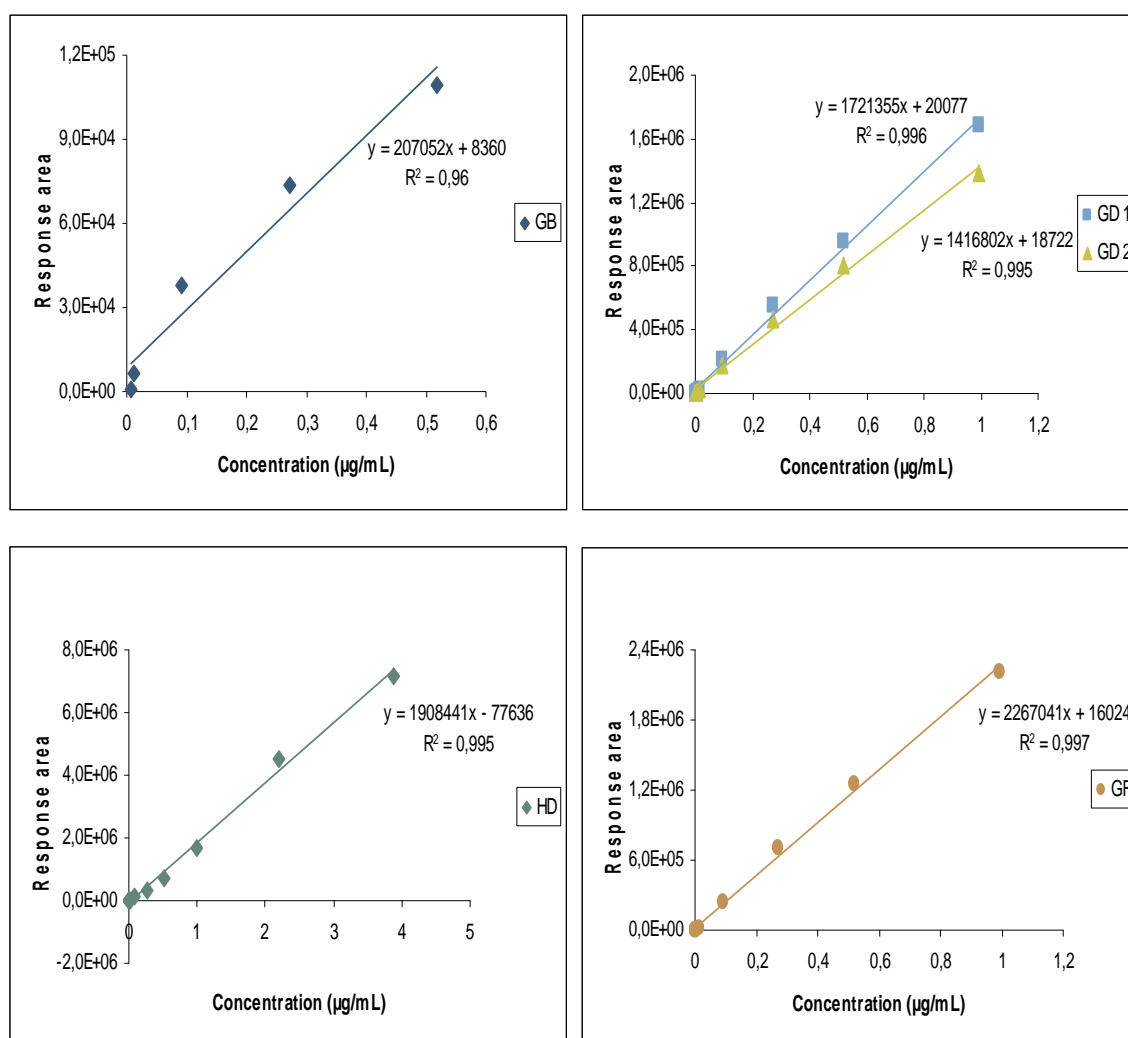 1,2E+05
9,0E+04
6,0E+04
3,0E+04
0,0E+00
0
0,1
0,2
0,3
0,4
0,5
0,6
Response area
Concentration (µg/mL)
y = 207052x + 8360
R² = 0,96
GB
2,0E+06
1,6E+06
1,2E+06
8,0E+05
4,0E+05
0,0E+00
0
0,2
0,4
0,6
0,8
1
1,2
Response area
Concentration (µg/mL)
y = 1721355x + 20077
R² = 0,996
y = 1416802x + 18722
R² = 0,995
GD 1
GD 2
8,0E+06
6,0E+06
4,0E+06
2,0E+06
0,0E+00
-2,0E+06
0
1
2
3
4
5
Response area
Concentration (µg/mL)
y = 1908441x - 77636
R² = 0,995
HD
2,4E+06
1,8E+06
1,2E+06
6,0E+05
0,0E+00
0
0,2
0,4
0,6
0,8
1
1,2
Response area
Concentration (µg/mL)
y = 2267041x + 16024
R² = 0,997